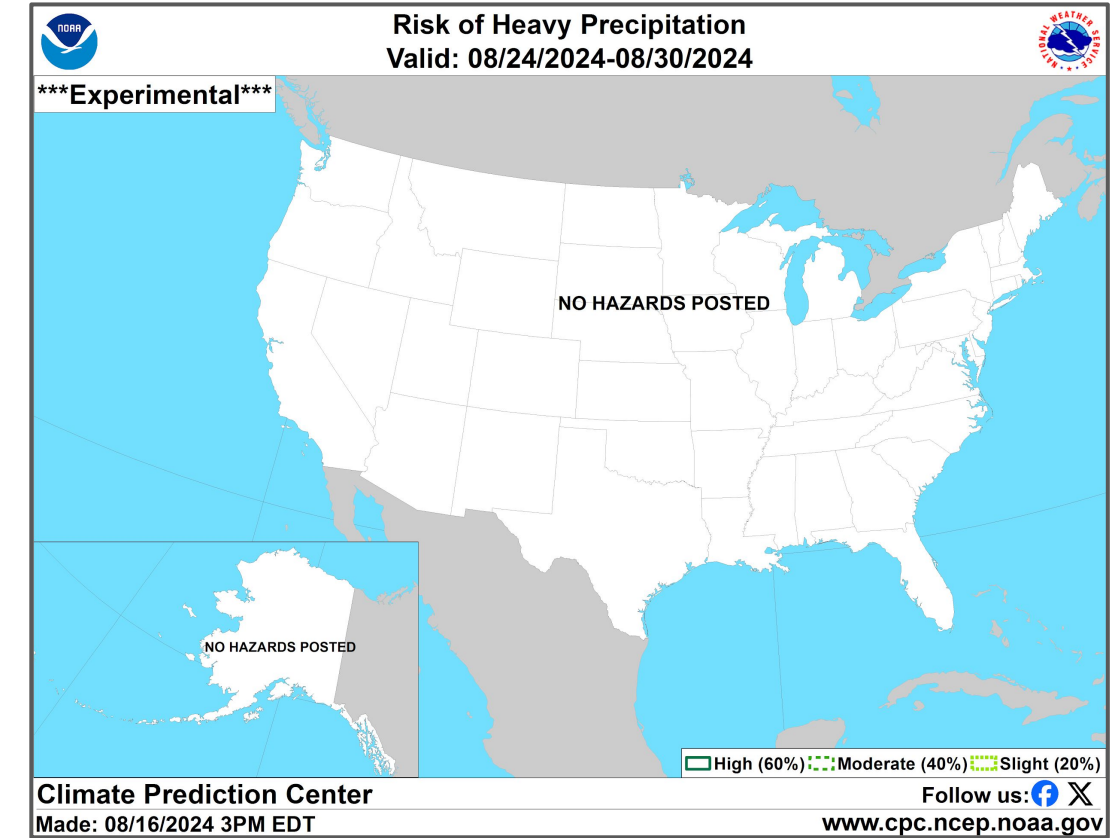 NOAA
Risk of Heavy Precipitation
Valid: 08/24/2024-08/30/2024
NATIONAL WEATHER SERVICE
***Experimental***
NO HAZARDS POSTED
NO HAZARDS POSTED
High (60%) Moderate (40%) Slight (20%)
Climate Prediction Center
Follow us:
Made: 08/16/2024 3PM EDT
www.cpc.ncep.noaa.gov